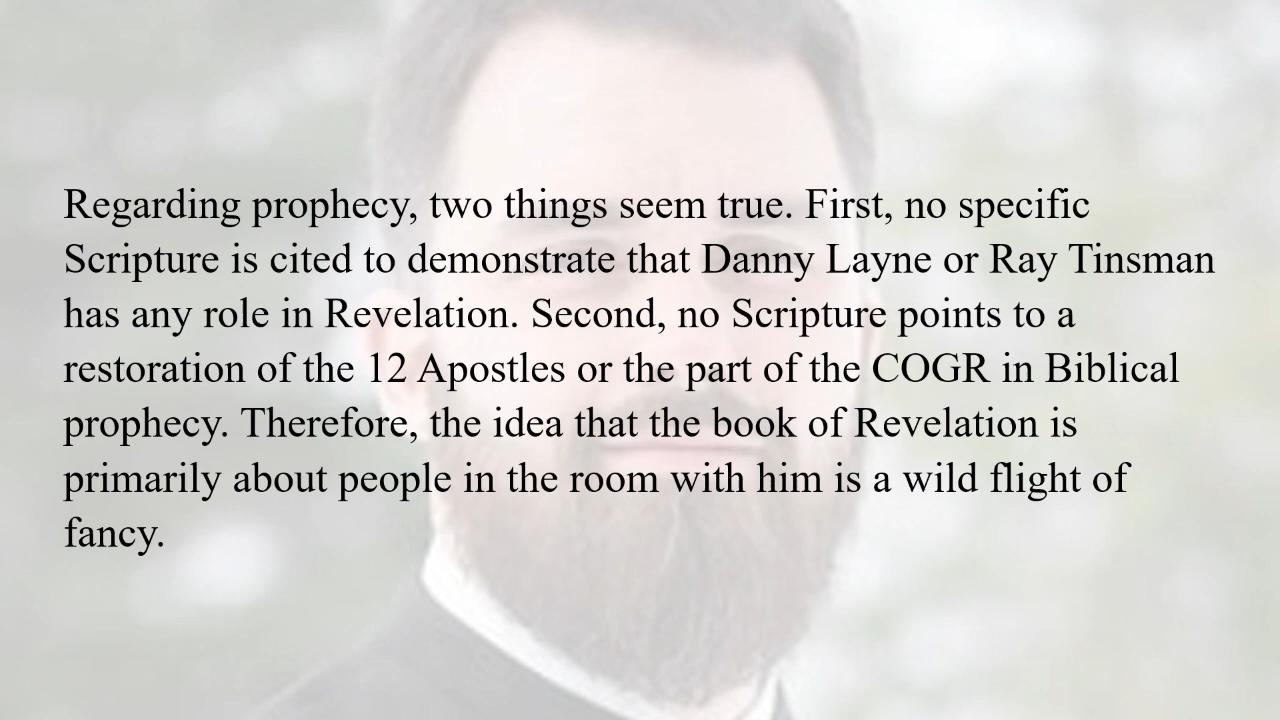 Regarding prophecy, two things seem true. First, no specific
Scripture is cited to demonstrate that Danny Layne or Ray Tinsman
has any role in Revelation. Second, no Scripture points to a
restoration of the 12 Apostles or the part of the COGR in Biblical
prophecy. Therefore, the idea that the book of Revelation is
primarily about people in the room with him is a wild flight of
fancy.